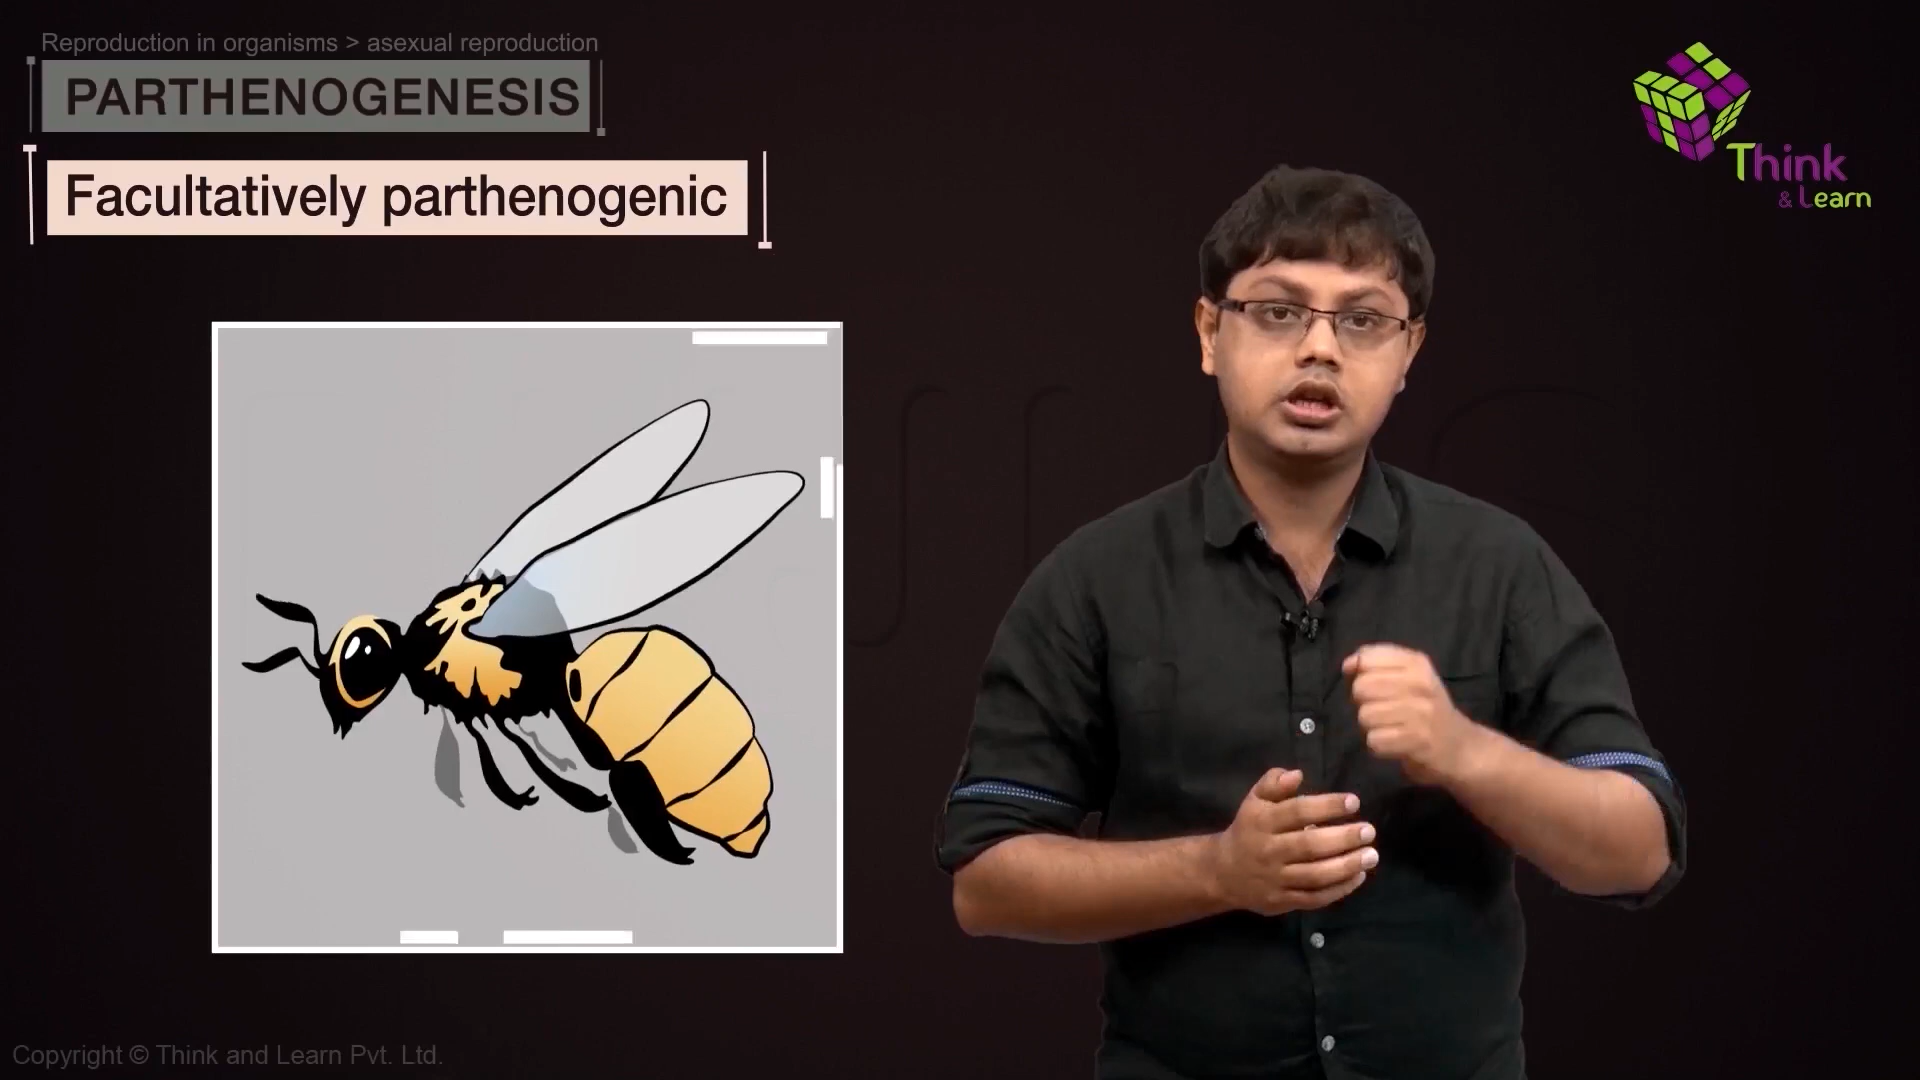 Reproduction in organisms > asexual reproduction
PARTHENOGENESIS
Facultatively parthenogenic
Think
& Learn
Copyright © Think and Learn Pvt. Ltd.